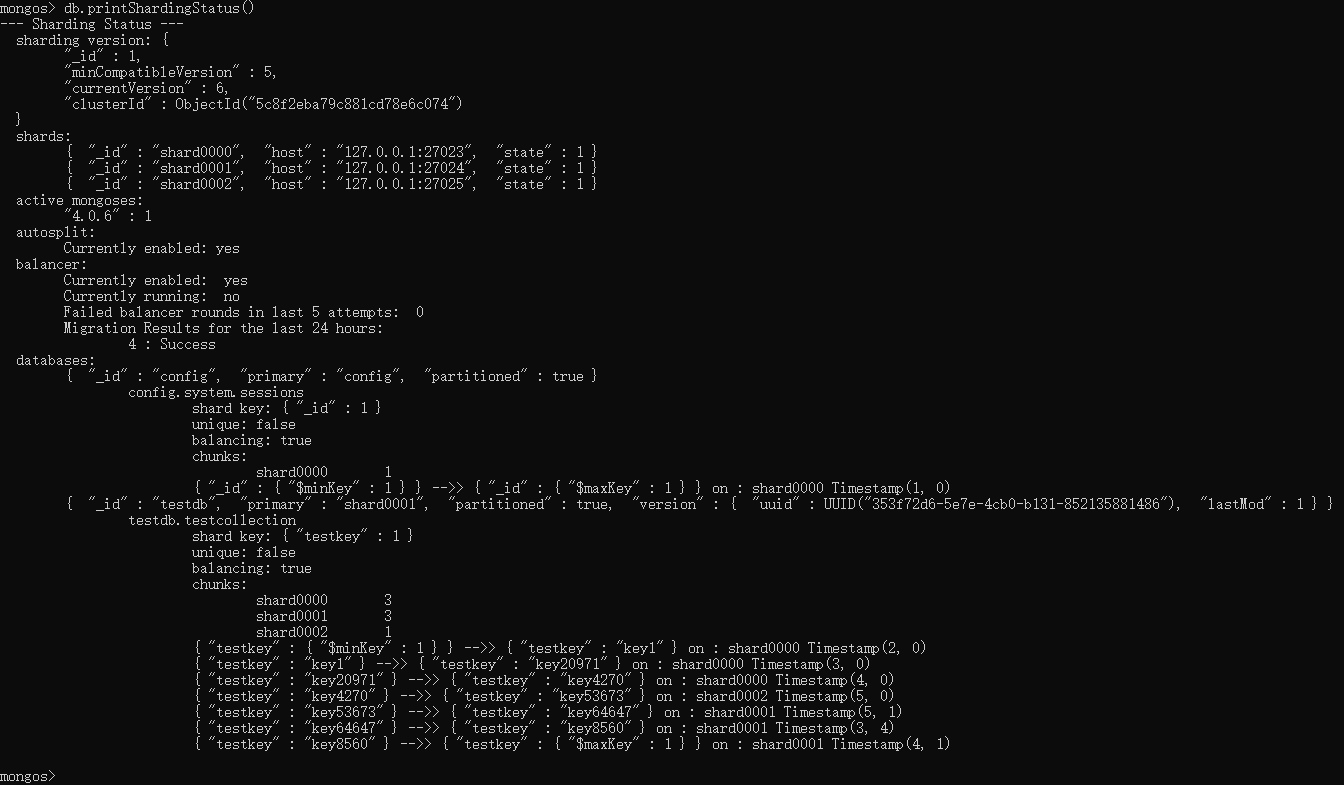 mongos> db.printShardingStatus()
--- Sharding Status ---
  sharding version: {
        "_id" : 1,
        "minCompatibleVersion" : 5,
        "currentVersion" : 6,
        "clusterId" : ObjectId("5c8f2eba79c881cd78e6c074")
  }
  shards:
        {  "_id" : "shard0000",  "host" : "127.0.0.1:27023",  "state" : 1 }
        {  "_id" : "shard0001",  "host" : "127.0.0.1:27024",  "state" : 1 }
        {  "_id" : "shard0002",  "host" : "127.0.0.1:27025",  "state" : 1 }
  active mongoses:
        "4.0.6" : 1
  autosplit:
        Currently enabled: yes
  balancer:
        Currently enabled:  yes
        Currently running:  no
        Failed balancer rounds in last 5 attempts:  0
        Migration Results for the last 24 hours:
                4 : Success
  databases:
        {  "_id" : "config",  "primary" : "config",  "partitioned" : true }
                config.system.sessions
                        shard key: { "_id" : 1 }
                        unique: false
                        balancing: true
                        chunks:
                                shard0000       1
                        { "_id" : { "$minKey" : 1 } } -->> { "_id" : { "$maxKey" : 1 } } on : shard0000 Timestamp(1, 0)
        {  "_id" : "testdb",  "primary" : "shard0001",  "partitioned" : true,  "version" : {  "uuid" : UUID("353f72d6-5e7e-4cb0-b131-852135881486"),  "lastMod" : 1 } }
                testdb.testcollection
                        shard key: { "testkey" : 1 }
                        unique: false
                        balancing: true
                        chunks:
                                shard0000       3
                                shard0001       3
                                shard0002       1
                        { "testkey" : { "$minKey" : 1 } } -->> { "testkey" : "key1" } on : shard0000 Timestamp(2, 0)
                        { "testkey" : "key1" } -->> { "testkey" : "key20971" } on : shard0000 Timestamp(3, 0)
                        { "testkey" : "key20971" } -->> { "testkey" : "key4270" } on : shard0000 Timestamp(4, 0)
                        { "testkey" : "key4270" } -->> { "testkey" : "key53673" } on : shard0002 Timestamp(5, 0)
                        { "testkey" : "key53673" } -->> { "testkey" : "key64647" } on : shard0001 Timestamp(5, 1)
                        { "testkey" : "key64647" } -->> { "testkey" : "key8560" } on : shard0001 Timestamp(3, 4)
                        { "testkey" : "key8560" } -->> { "testkey" : { "$maxKey" : 1 } } on : shard0001 Timestamp(4, 1)
mongos>